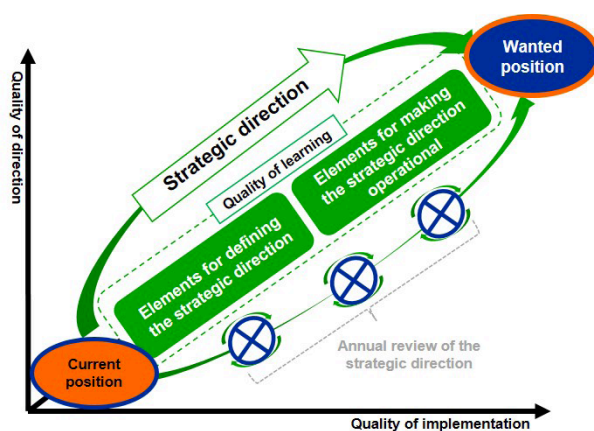 Quality of direction
Wanted
position
Strategic direction
Quality of learning
Elements for making
the strategic direction
operational
Elements for defining
the strategic direction
Annual review of the
strategic direction
Current
position
Quality of implementation